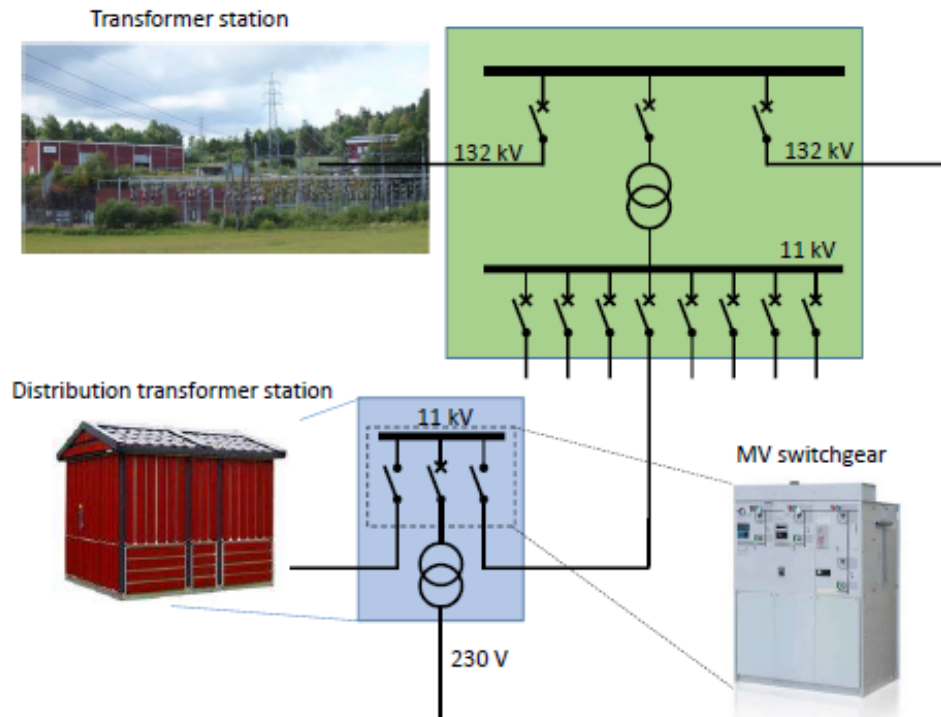 Transformer station
132 kV
132 kV
11 kV
Distribution transformer station
11 kV
MV switchgear
230 V